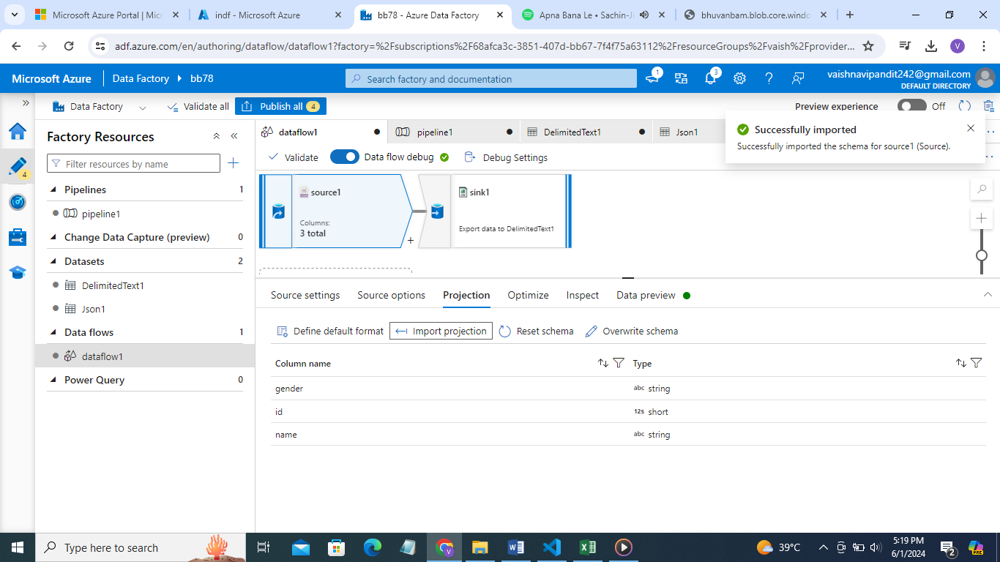 Microsoft Azure Portal | Mic
indf - Microsoft Azure
bb78 - Azure Data Factory
Apna Bana Le • Sachin-Ji
bhuvanbam.blob.core.windo
adf.azure.com/en/authoring/dataflow/dataflow1?factory=%2Fsubscriptions%2F68afca3c-3851-407d-bb67-7f4f75a63112%2FresourceGroups%2Fvaish%2Fprovider...
V
Microsoft Azure
Data Factory
bb78
Search factory and documentation
1
3
vaishnavipandit242@gmail.com
DEFAULT DIRECTORY
Data Factory
Validate all
Publish all 4
Preview experience
Off
Factory Resources
Filter resources by name
4
Pipelines 1
pipeline1
Change Data Capture (preview) 0
Datasets 2
DelimitedText1
Json1
Data flows 1
dataflow1
Power Query 0
dataflow1
pipeline1
DelimitedText1
Json1
Successfully imported
Successfully imported the schema for source1 (Source).
Validate
Data flow debug
Debug Settings
source1
Columns:
3 total
+
sink1
Export data to DelimitedText1
Source settings
Source options
Projection
Optimize
Inspect
Data preview
Define default format
Import projection
Reset schema
Overwrite schema
Column name
Type
gender
abc string
id
12s short
name
abc string
Type here to search
39°C
5:19 PM
6/1/2024
2
PRE